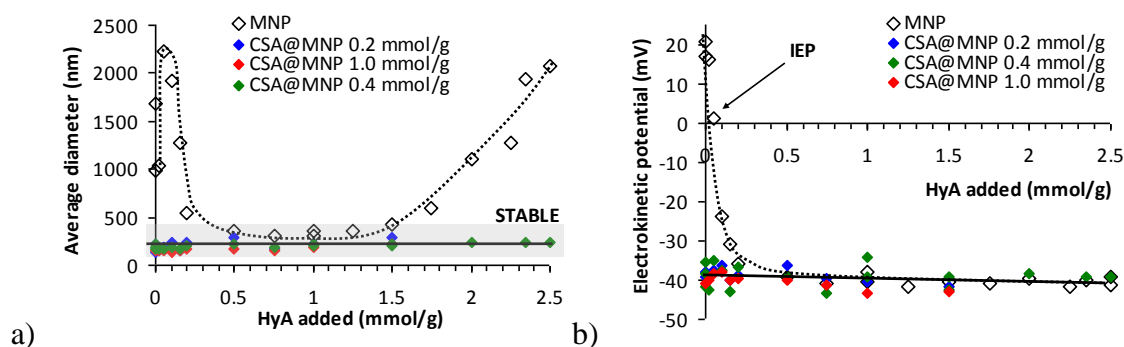 Average diameter (nm)
2500
2000
1500
1000
500
0
MNP
CSA@MNP 0.2 mmol/g
CSA@MNP 1.0 mmol/g
CSA@MNP 0.4 mmol/g
STABLE
0 0.5 1 1.5 2 2.5
HyA added (mmol/g)
a)
Electrokinetic potential (mV)
20
10
0
-10
-20
-30
-40
-50
IEP
MNP
CSA@MNP 0.2
CSA@MNP 0.4 mmol/g
CSA@MNP 1.0 mmol/g
0 0.5 1 1.5 2 2.5
HyA added (mmol/g)
b)